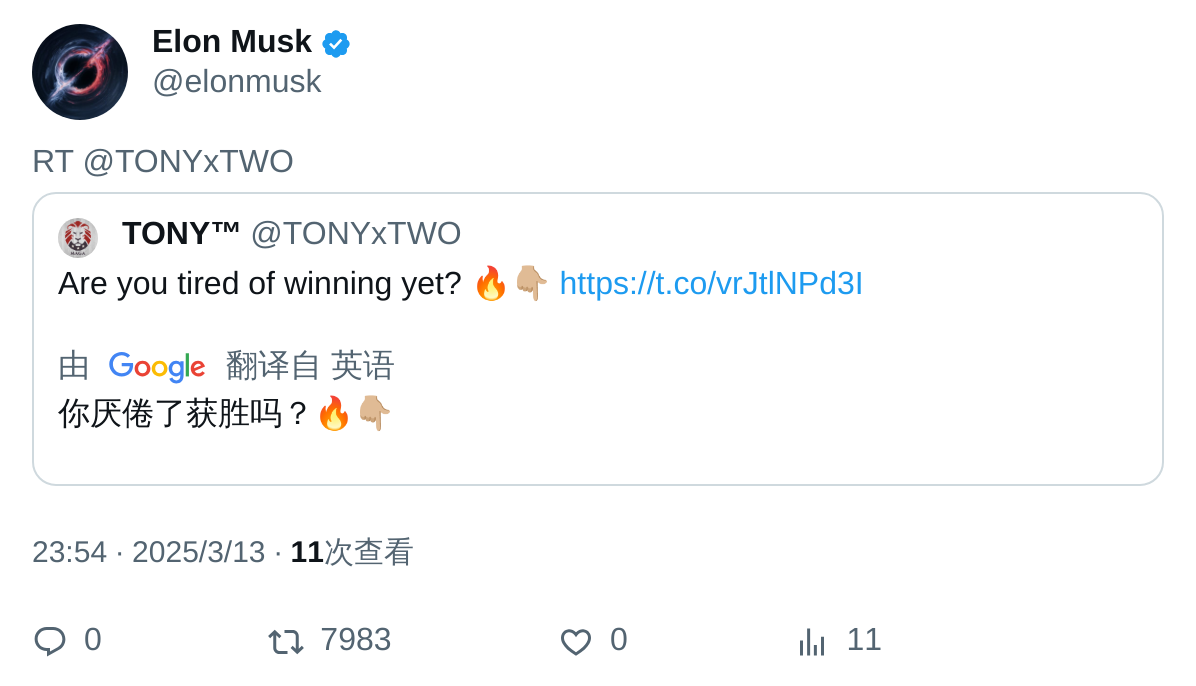 Elon Musk
@elonmusk
RT @TONYxTWO
TONY™ @TONYxTWO
Are you tired of winning yet? 🔥👇🏼 https://t.co/vrJtlNPd3I
由 Google 翻译自 英语
你厌倦了获胜吗？🔥👇🏼
23:54 · 2025/3/13 · 11次查看
0 7983 0 11